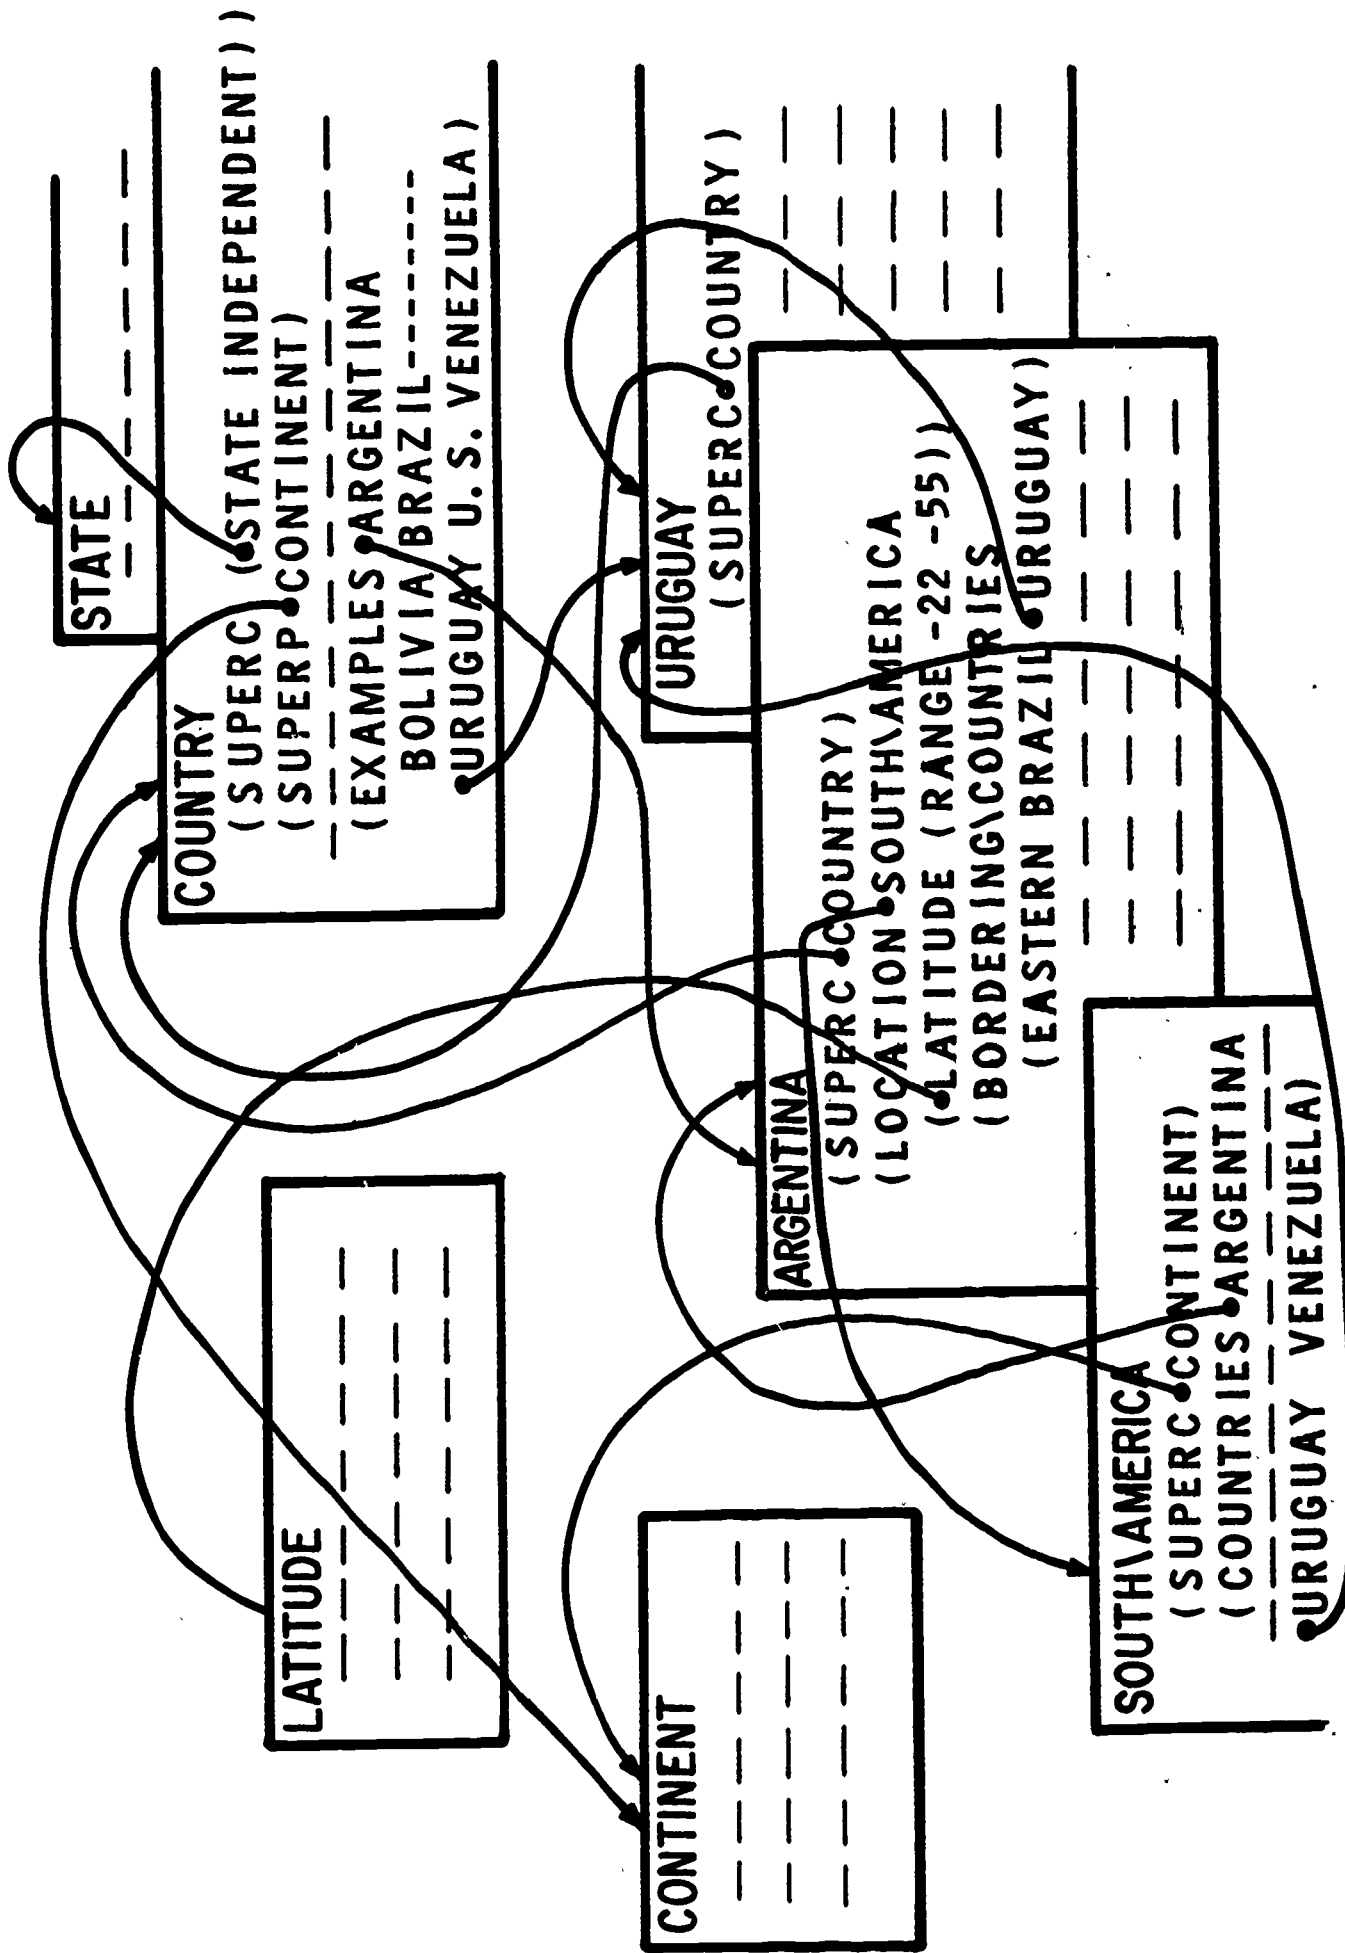 STATE
COUNTRY
(SUPERC (STATE INDEPENDENT))
(SUPERP CONTINENT)
(EXAMPLES ARGENTINA
BOLIVIA BRAZIL-------
URUGUAY U.S. VENEZUELA)
LATITUDE
URUGUAY
(SUPERC COUNTRY)
CONTINENT
ARGENTINA
(SUPERC COUNTRY)
(LOCATION SOUTH\AMERICA
(LATITUDE (RANGE -22 -55))
(BORDERING\COUNTRIES
(EASTERN BRAZIL URUGUAY)
SOUTH\AMERICA
(SUPERC CONTINENT)
(COUNTRIES ARGENTINA
URUGUAY VENEZUELA)